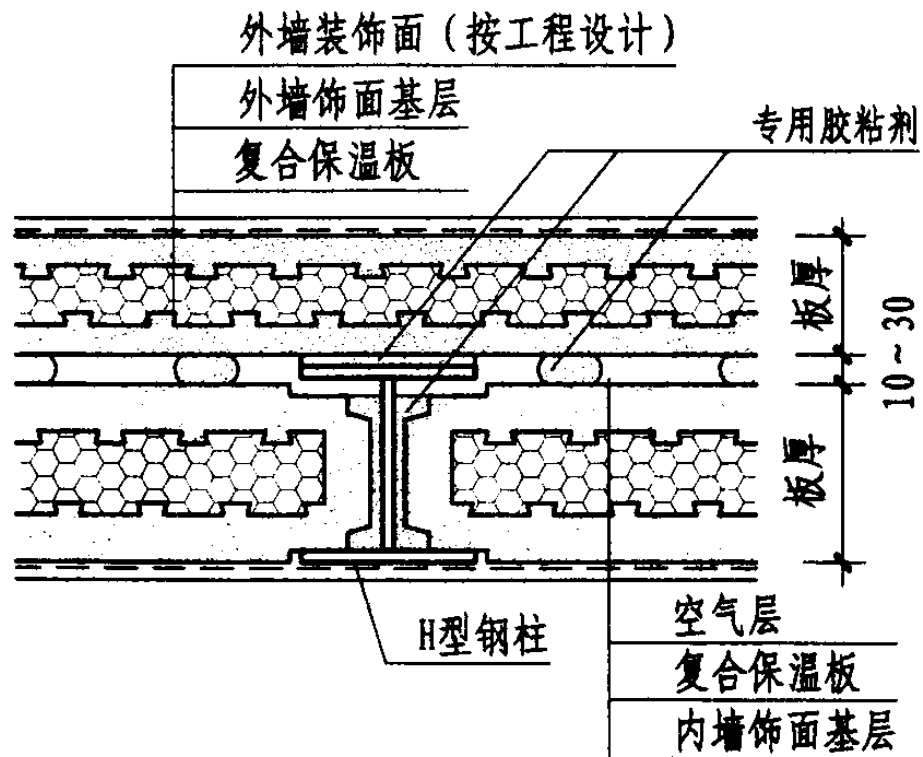 外墙装饰面(按工程设计)
外墙饰面基层
复合保温板
专用胶粘剂
板厚
10~30
板厚
H型钢柱
空气层
复合保温板
内墙饰面基层